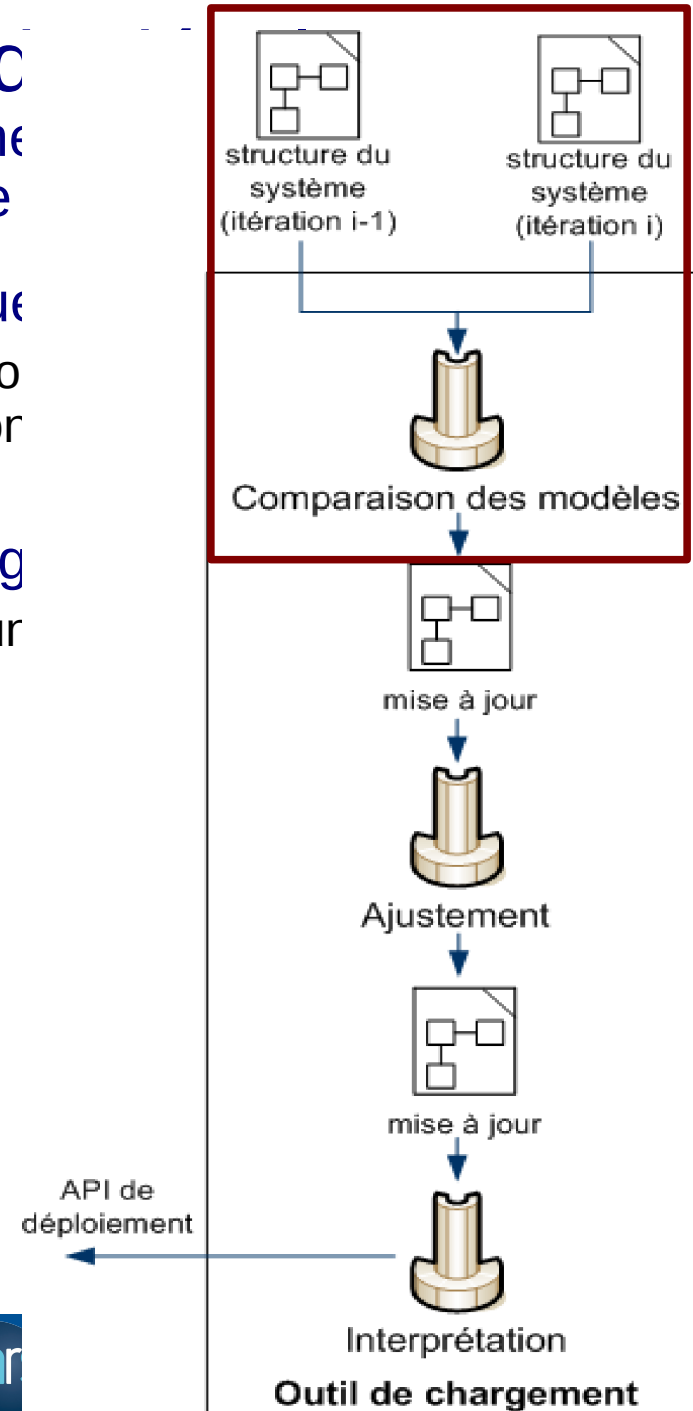 structure du
système
(itération i-1)
structure du
système
(itération i)
Comparaison des modèles
mise à jour
Ajustement
mise à jour
API de
déploiement
Interprétation
Outil de chargement